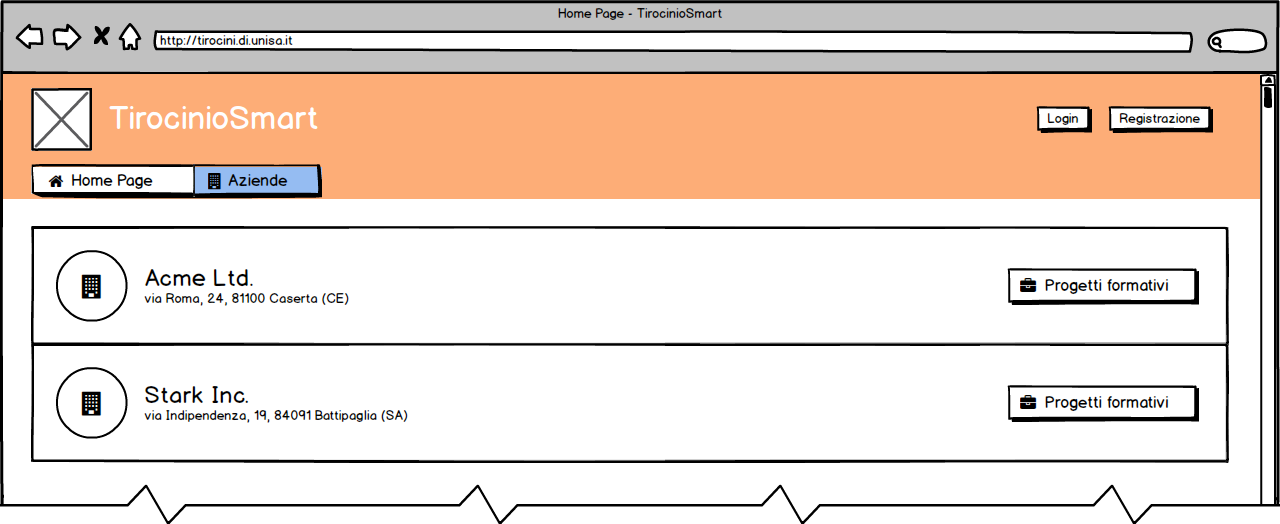 Home Page - TirocinioSmart
http://tirocini.di.unisa.it
TirocinioSmart
Login
Registrazione
Home Page
Aziende
Acme Ltd.
via Roma, 24, 81100 Caserta (CE)
Progetti formativi
Stark Inc.
via Indipendenza, 19, 84091 Battipaglia (SA)
Progetti formativi